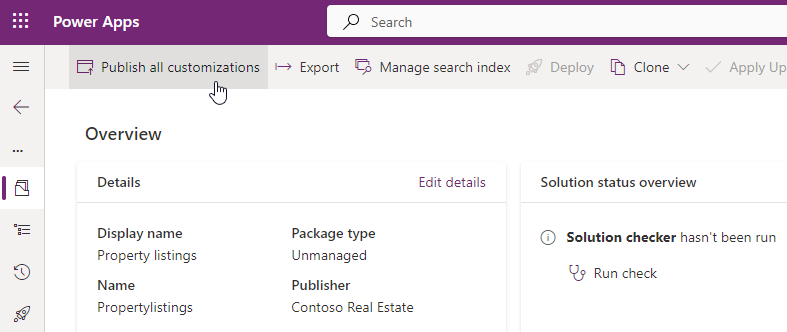 Power Apps
Search
Publish all customizations Export Manage search index Deploy Clone Apply Up
...
Overview
Details Edit details
Solution status overview
Display name Package type
Property listings Unmanaged
Name Publisher
Propertylistings Contoso Real Estate
Solution checker hasn't been run
Run check